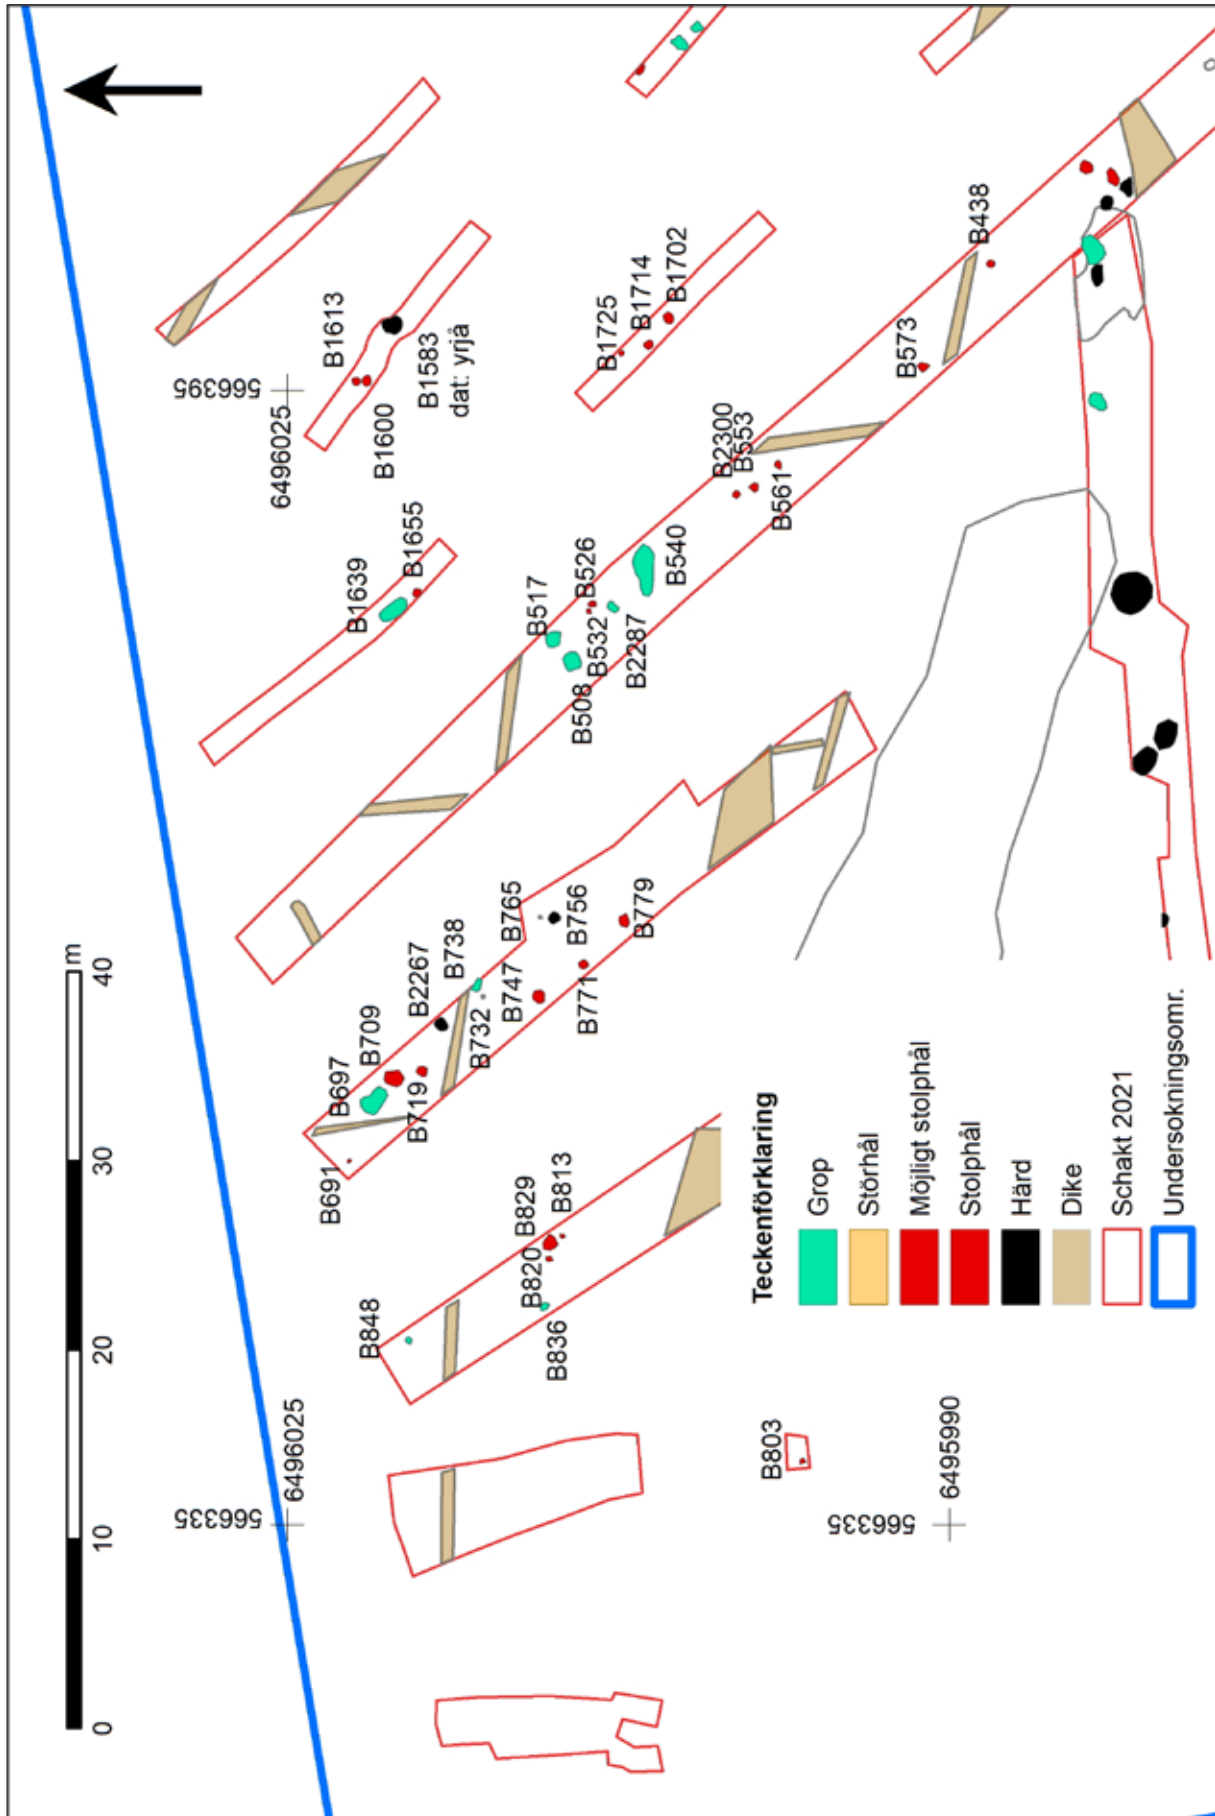 0
10
20
30
40
m
566335
6496025
566395
6496025
B1613
B1600
B1583
dat: yrjä
B1639
B1655
B1725
B1714
B1702
B517
B526
B508
B532
B2287
B540
B2300
B553
B561
B573
B438
B691
B697
B709
B719
B2267
B738
B732
B747
B765
B756
B771
B779
B848
B836
B820
B829
B813
B803
566335
6495990
Teckenförklaring
Grop
Störhål
Möjligt stolphål
Stolphål
Härd
Dike
Schakt 2021
Undersokningsomr.